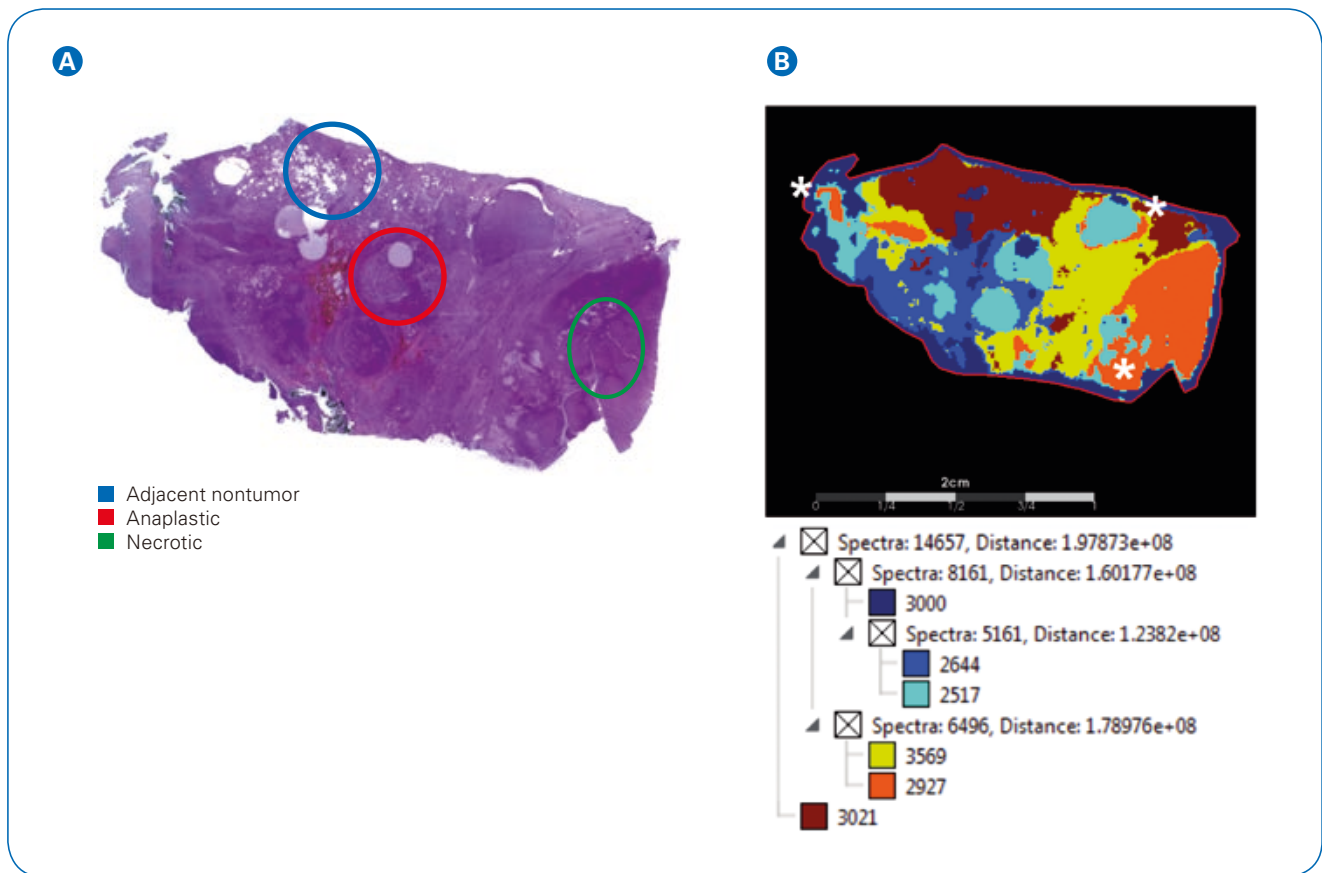 A
B
Adjacent nontumor
Anaplastic
Necrotic
*
*
*
2cm
0 1/4 1/2 3/4 1
Spectra: 14657, Distance: 1.97873e+08
Spectra: 8161, Distance: 1.60177e+08
3000
Spectra: 5161, Distance: 1.2382e+08
2644
2517
Spectra: 6496, Distance: 1.78976e+08
3569
2927
3021